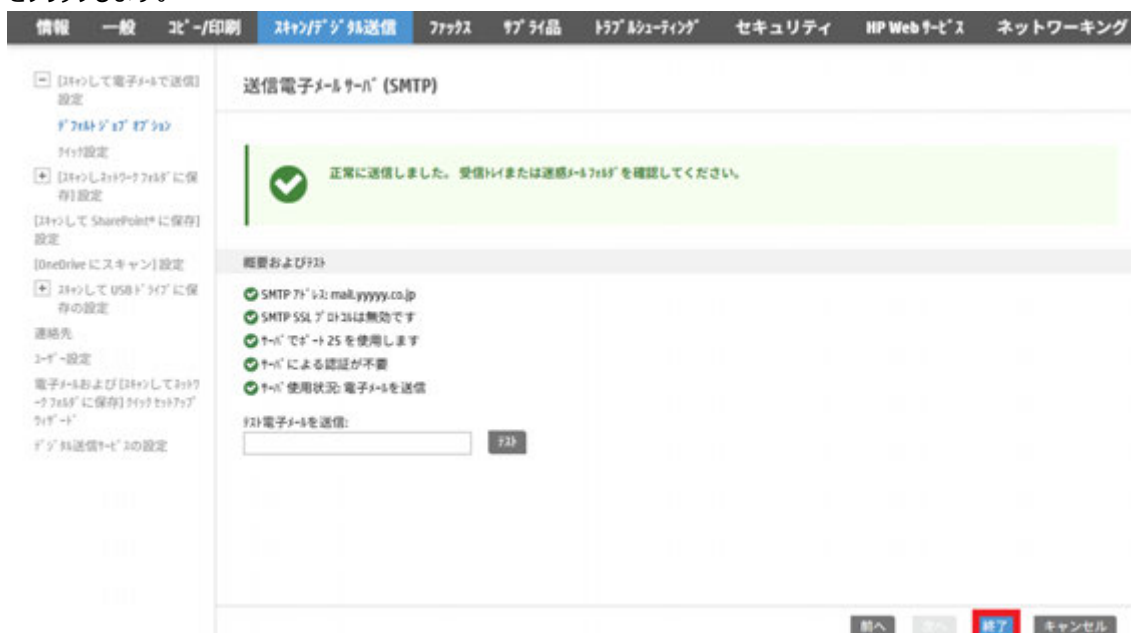 をクリックします。
情報 一般 ｺﾋﾟｰ/印刷 ｽｷｬﾝ/ﾃﾞｼﾞﾀﾙ送信 ﾌｧｯｸｽ ｻﾌﾟﾗｲ品 ﾄﾗﾌﾞﾙｼｭｰﾃｨﾝｸﾞ セキュリティ HP Web ｻｰﾋﾞｽ ネットワーキング
[ｽｷｬﾝして電子ﾒｰﾙで送信]
設定
ﾃﾞﾌｫﾙﾄ ｼﾞｮﾌﾞ ｵﾌﾟｼｮﾝ
ｸｲｯｸ設定
[ｽｷｬﾝしﾈｯﾄﾜｰｸ ﾌｫﾙﾀﾞに保
存] 設定
[ｽｷｬﾝして SharePoint® に保存]
設定
[OneDrive にスキャン] 設定
ｽｷｬﾝして USB ﾄﾞﾗｲﾌﾞに保
存の設定
連絡先
ﾕｰｻﾞｰ設定
電子ﾒｰﾙおよび [ｽｷｬﾝしてﾈｯﾄﾜ
ｰｸ ﾌｫﾙﾀﾞに保存] ｸｲｯｸ ｾｯﾄｱｯﾌﾟ
ｳｨｻﾞｰﾄﾞ
ﾃﾞｼﾞﾀﾙ送信ｻｰﾋﾞｽの設定
送信電子ﾒｰﾙ ｻｰﾊﾞ (SMTP)
正常に送信しました。 受信ﾄﾚｲまたは迷惑ﾒｰﾙ ﾌｫﾙﾀﾞを確認してください。
概要およびﾃｽﾄ
SMTP ｱﾄﾞﾚｽ: mail.yyyyy.co.jp
SMTP SSL ﾌﾟﾛﾄｺﾙは無効です
ｻｰﾊﾞでﾎﾟｰﾄ 25 を使用します
ｻｰﾊﾞによる認証が不要
ｻｰﾊﾞ使用状況: 電子ﾒｰﾙを送信
ﾃｽﾄ電子ﾒｰﾙを送信:
ﾃｽﾄ
前へ 次へ 終了 キャンセル